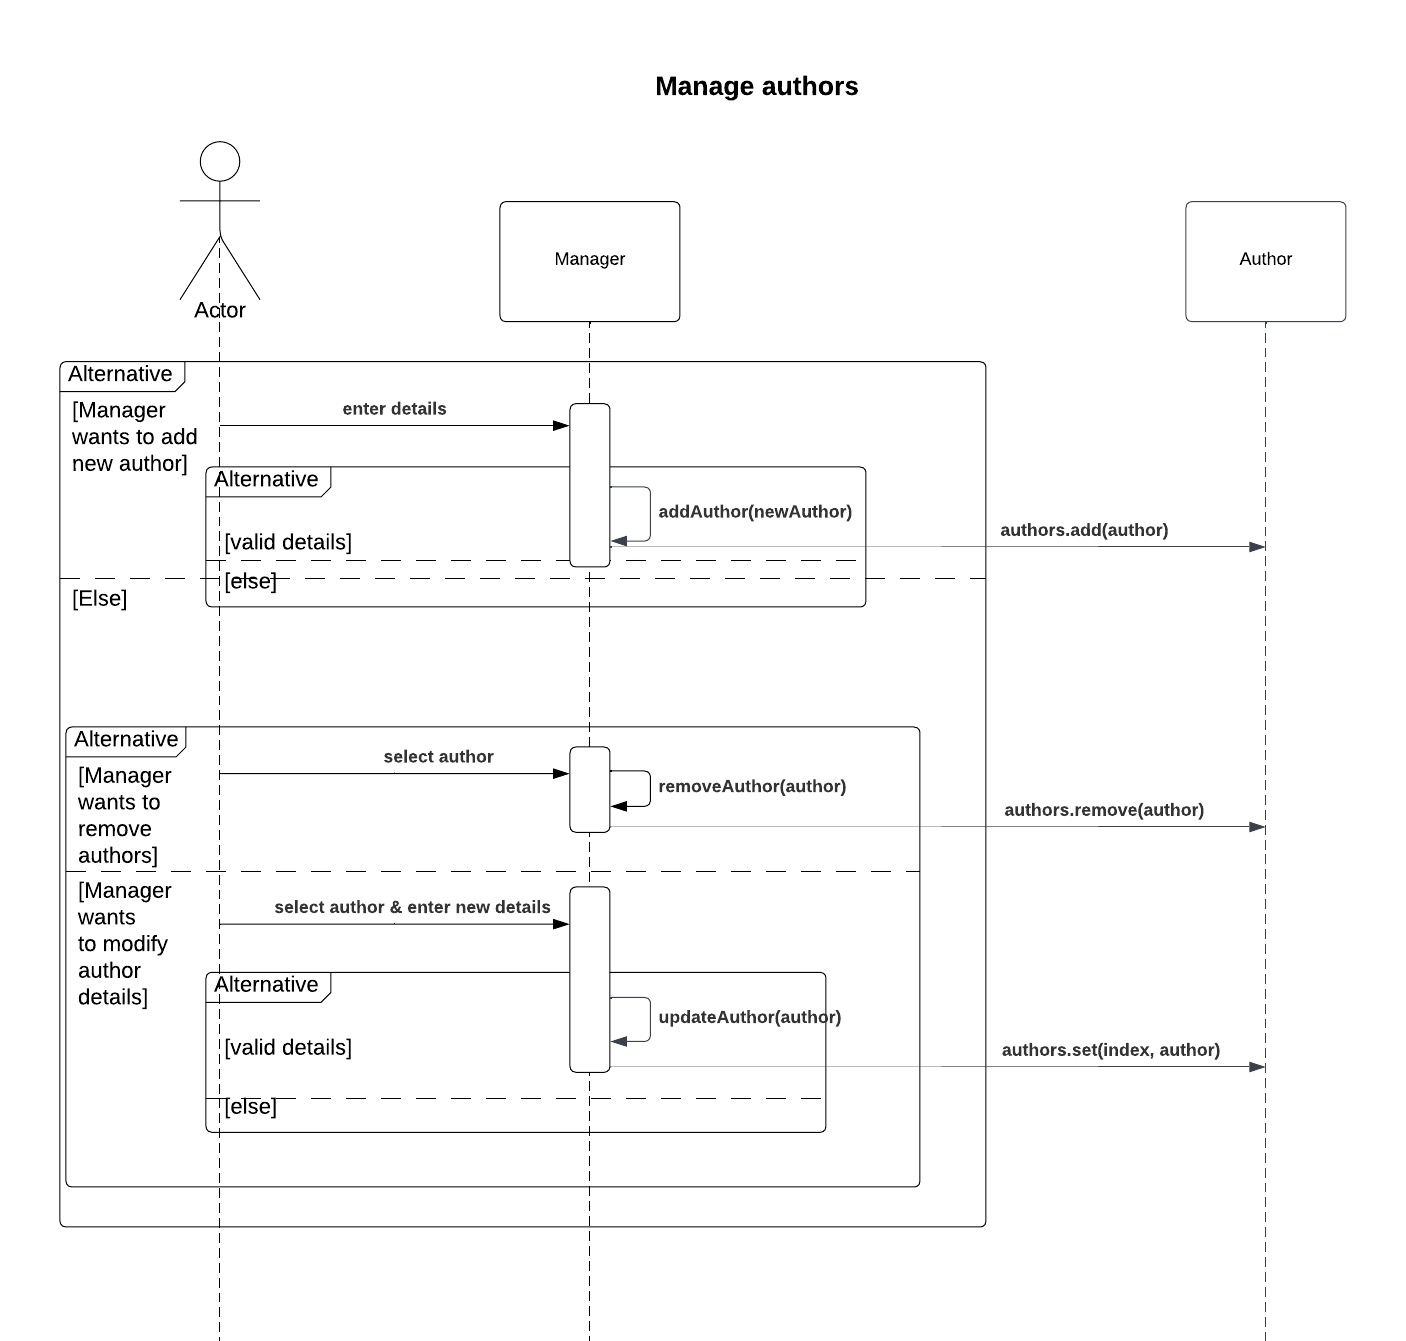 Manage authors
Actor
Manager
Author
Alternative
[Manager
wants to add
new author]
enter details
Alternative
addAuthor(newAuthor)
authors.add(author)
[valid details]
[else]
[Else]
Alternative
[Manager
wants to
remove
authors]
select author
removeAuthor(author)
authors.remove(author)
[Manager
wants
to modify
author
details]
select author & enter new details
Alternative
updateAuthor(author)
[valid details]
authors.set(index, author)
[else]